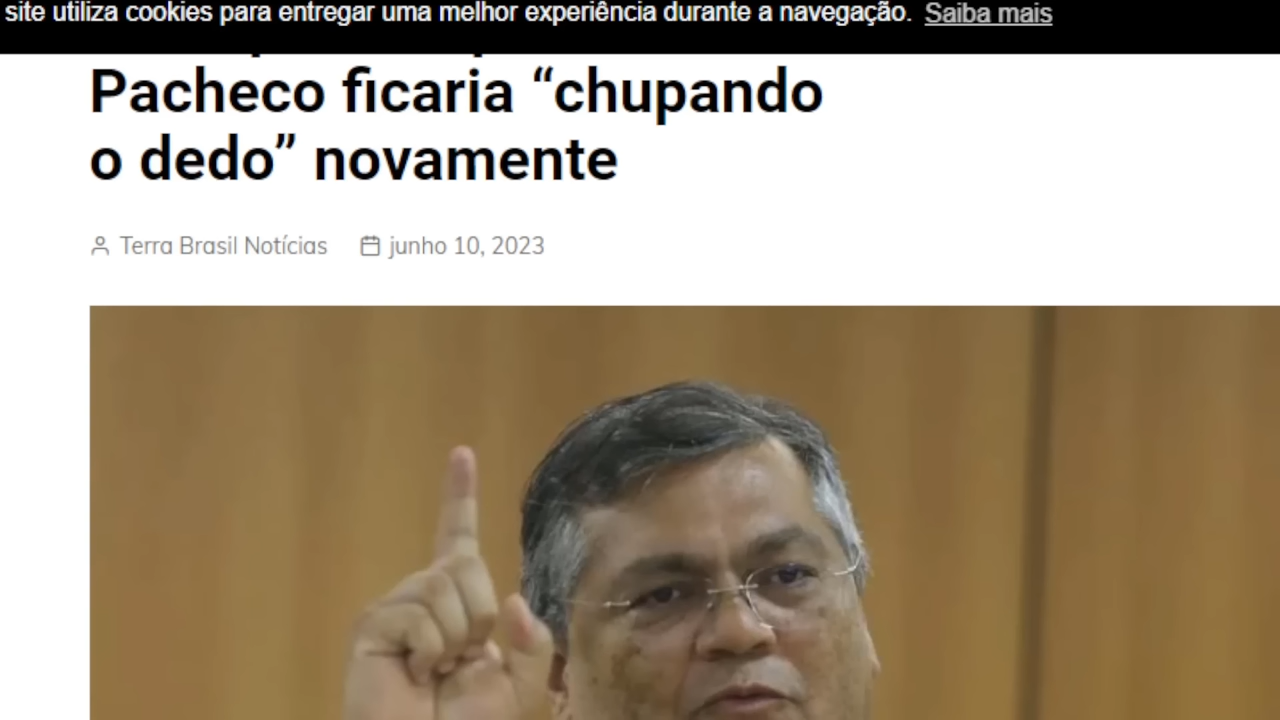 site utiliza cookies para entregar uma melhor experiência durante a navegação. Saiba mais
Pacheco ficaria “chupando
o dedo” novamente
Terra Brasil Notícias junho 10, 2023